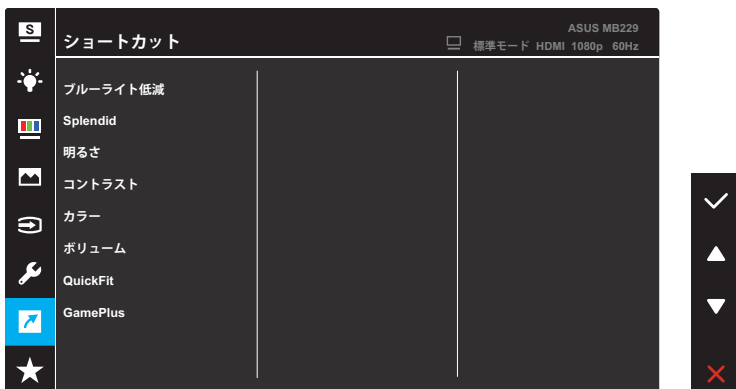 S
ASUS MB229
ショートカット
標準モード HDMI 1080p 60Hz
ブルーライト低減
Splendid
明るさ
コントラスト
カラー
ボリューム
QuickFit
GamePlus